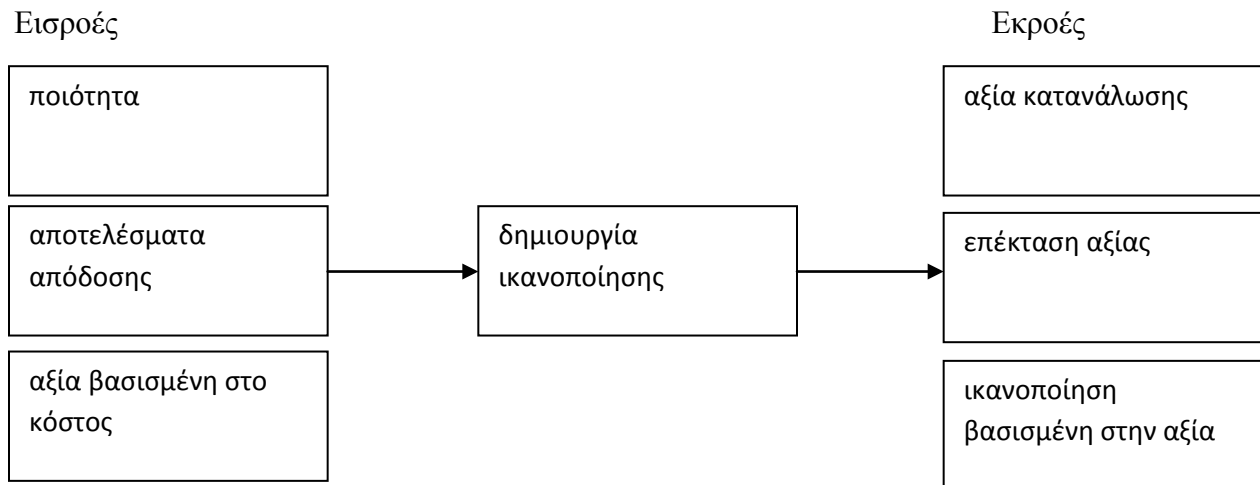 Εισροές
Εκροές
ποιότητα
αξία κατανάλωσης
αποτελέσματα
απόδοσης
δημιουργία
ικανοποίησης
επέκταση αξίας
αξία βασισμένη στο
κόστος
ικανοποίηση
βασισμένη στην αξία